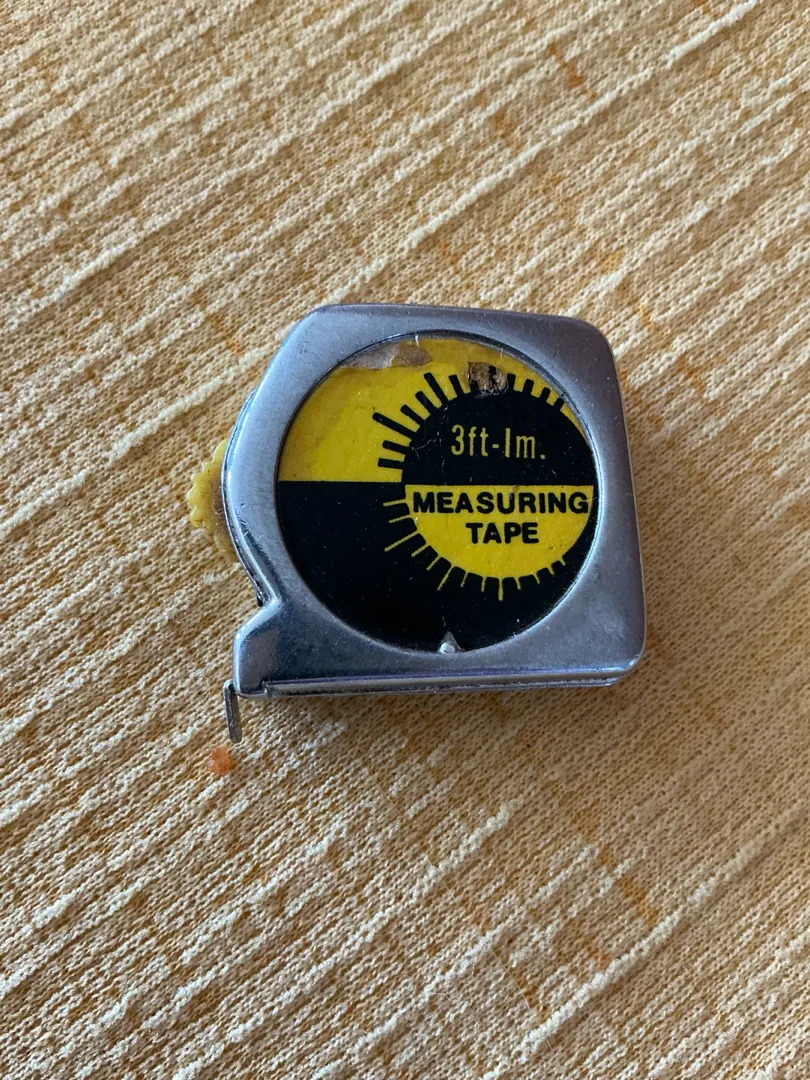 3ft-1m.
MEASURING
TAPE